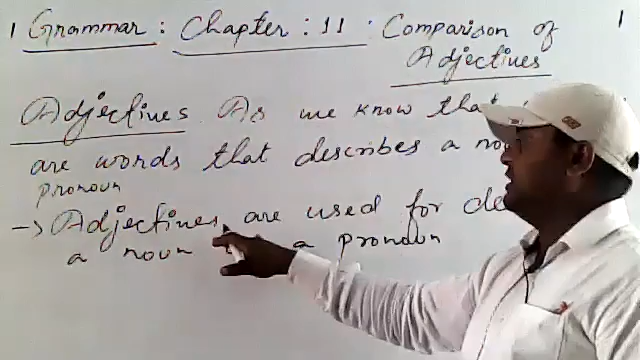 1 Grammar : Chapter : 11 : Comparison of 1
Adjectives
Adjectives As we know that
are words that describes a
pronoun
→ Adjectives are used for
a noun a pronoun